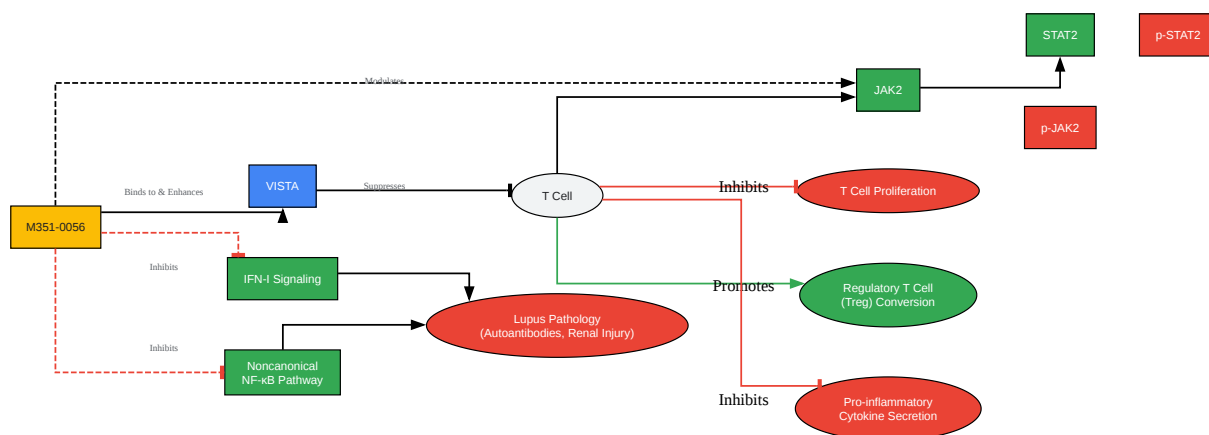 STAT2
p-STAT2
Modulates
JAK2
p-JAK2
VISTA
Binds to & Enhances
Suppresses
Inhibits
T Cell
T Cell Proliferation
M351-0056
Inhibits
IFN-I Signaling
Promotes
Regulatory T Cell
(Treg) Conversion
Lupus Pathology
(Autoantibodies, Renal Injury)
Inhibits
Noncanonical
NF-κB Pathway
Inhibits
Pro-inflammatory
Cytokine Secretion